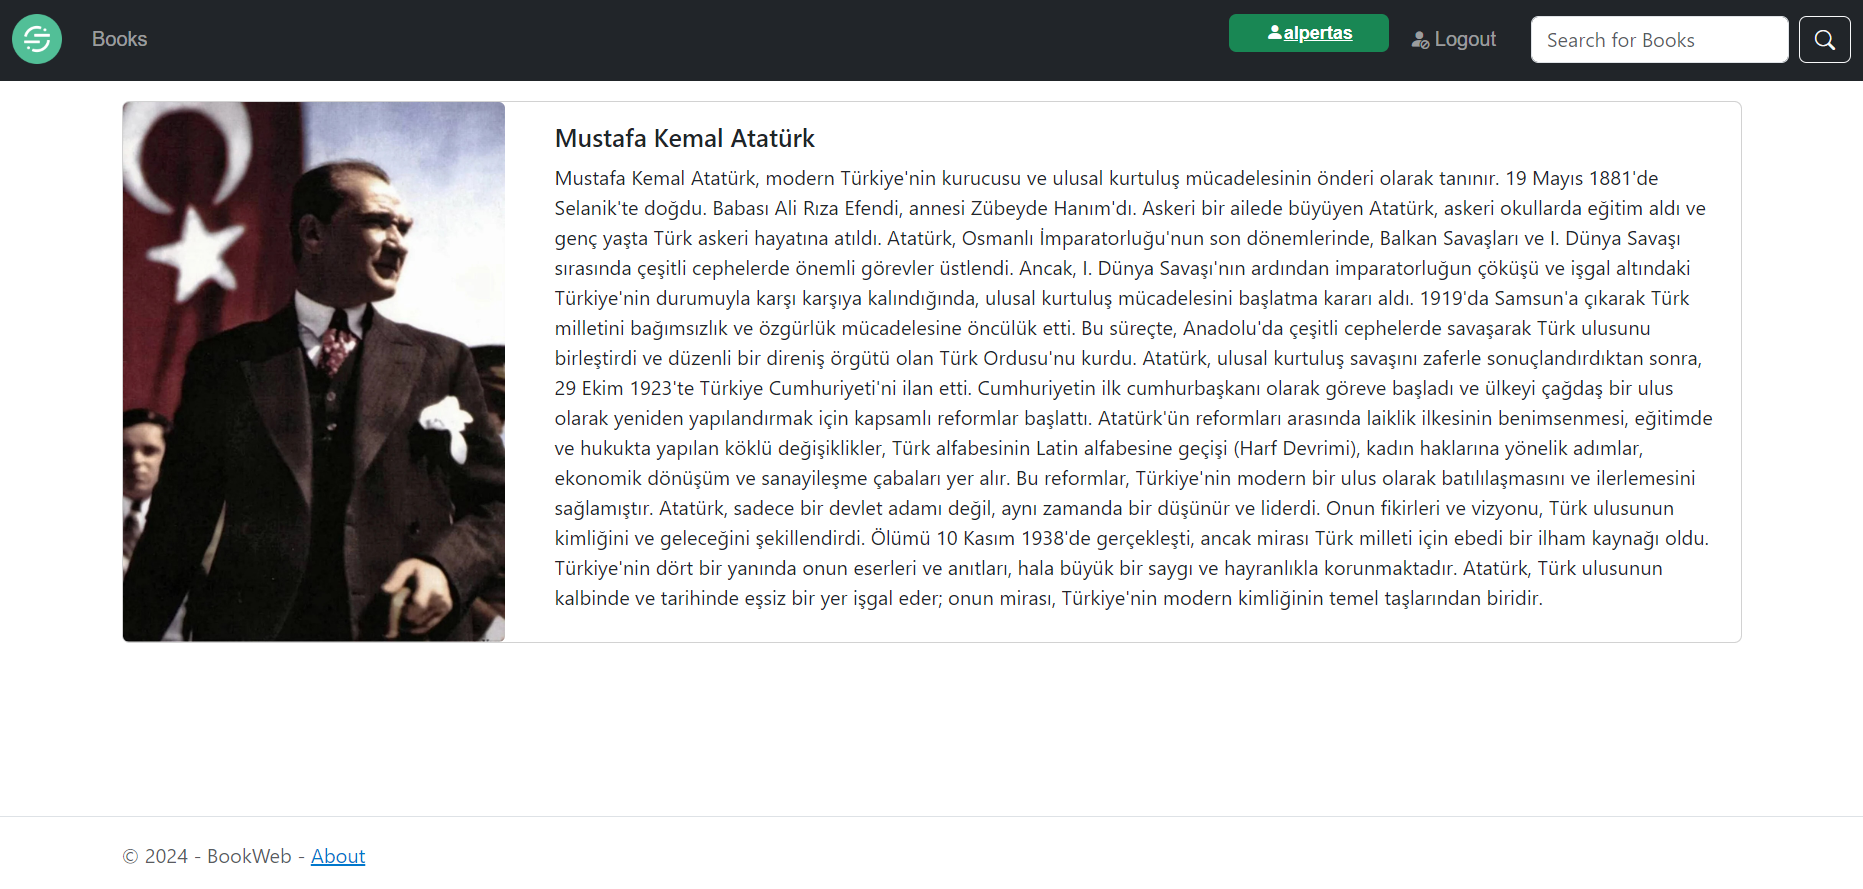 Books
alpertas
Logout
Search for Books
Mustafa Kemal Atatürk
Mustafa Kemal Atatürk, modern Türkiye'nin kurucusu ve ulusal kurtuluş mücadelesinin önderi olarak tanınır. 19 Mayıs 1881'de
Selanik'te doğdu. Babası Ali Rıza Efendi, annesi Zübeyde Hanım'dı. Askeri bir ailede büyüyen Atatürk, askeri okullarda eğitim aldı ve
genç yaşta Türk askeri hayatına atıldı. Atatürk, Osmanlı İmparatorluğu'nun son dönemlerinde, Balkan Savaşları ve I. Dünya Savaşı
sırasında çeşitli cephelerde önemli görevler üstlendi. Ancak, I. Dünya Savaşı'nın ardından imparatorluğun çöküşü ve işgal altındaki
Türkiye'nin durumuyla karşı karşıya kalındığında, ulusal kurtuluş mücadelesini başlatma kararı aldı. 1919'da Samsun'a çıkarak Türk
milletini bağımsızlık ve özgürlük mücadelesine öncülük etti. Bu süreçte, Anadolu'da çeşitli cephelerde savaşarak Türk ulusunu
birleştirdi ve düzenli bir direniş örgütü olan Türk Ordusu'nu kurdu. Atatürk, ulusal kurtuluş savaşını zaferle sonuçlandırdıktan sonra,
29 Ekim 1923'te Türkiye Cumhuriyeti'ni ilan etti. Cumhuriyetin ilk cumhurbaşkanı olarak göreve başladı ve ülkeyi çağdaş bir ulus
olarak yeniden yapılandırmak için kapsamlı reformlar başlattı. Atatürk'ün reformları arasında laiklik ilkesinin benimsenmesi, eğitimde
ve hukukta yapılan köklü değişiklikler, Türk alfabesinin Latin alfabesine geçişi (Harf Devrimi), kadın haklarına yönelik adımlar,
ekonomik dönüşüm ve sanayileşme çabaları yer alır. Bu reformlar, Türkiye'nin modern bir ulus olarak batılılaşmasını ve ilerlemesini
sağlamıştır. Atatürk, sadece bir devlet adamı değil, aynı zamanda bir düşünür ve liderdi. Onun fikirleri ve vizyonu, Türk ulusunun
kimliğini ve geleceğini şekillendirdi. Ölümü 10 Kasım 1938'de gerçekleşti, ancak mirası Türk milleti için ebedi bir ilham kaynağı oldu.
Türkiye'nin dört bir yanında onun eserleri ve anıtları, hala büyük bir saygı ve hayranlıkla korunmaktadır. Atatürk, Türk ulusunun
kalbinde ve tarihinde eşsiz bir yer işgal eder; onun mirası, Türkiye'nin modern kimliğinin temel taşlarından biridir.
© 2024 - BookWeb - About